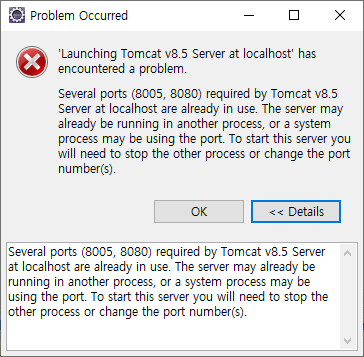 Problem Occurred
'Launching Tomcat v8.5 Server at localhost' has
encountered a problem.
Several ports (8005, 8080) required by Tomcat v8.5
Server at localhost are already in use. The server may
already be running in another process, or a system
process may be using the port. To start this server you
will need to stop the other process or change the port
number(s).
OK
<< Details
Several ports (8005, 8080) required by Tomcat v8.5 Server
at localhost are already in use. The server may already be
running in another process, or a system process may be
using the port. To start this server you will need to stop the
other process or change the port number(s).